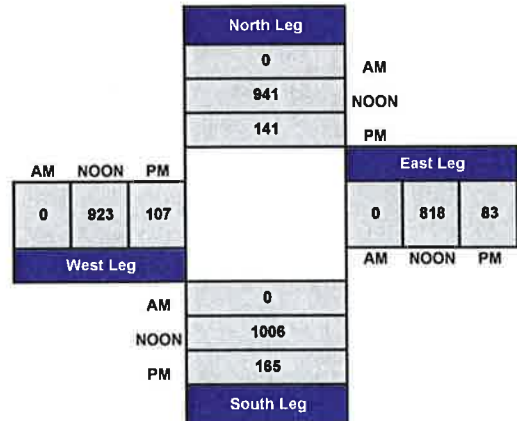 North Leg
0 AM
941 NOON
141 PM
AM NOON PM
East Leg
0 923 107
0 818 83
West Leg
AM NOON PM
AM 0
NOON 1006
PM 165
South Leg